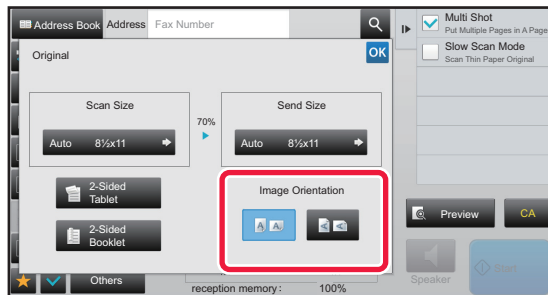 Address Book
Address
Fax Number
Multi Shot
Put Multiple Pages in A Page
Slow Scan Mode
Scan Thin Paper Original
Original
OK
Scan Size
70%
Send Size
Auto 8½x11
Auto 8½x11
2-Sided
Tablet
Image Orientation
2-Sided
Booklet
Preview
CA
Others
reception memory: 100%
Speaker
Start